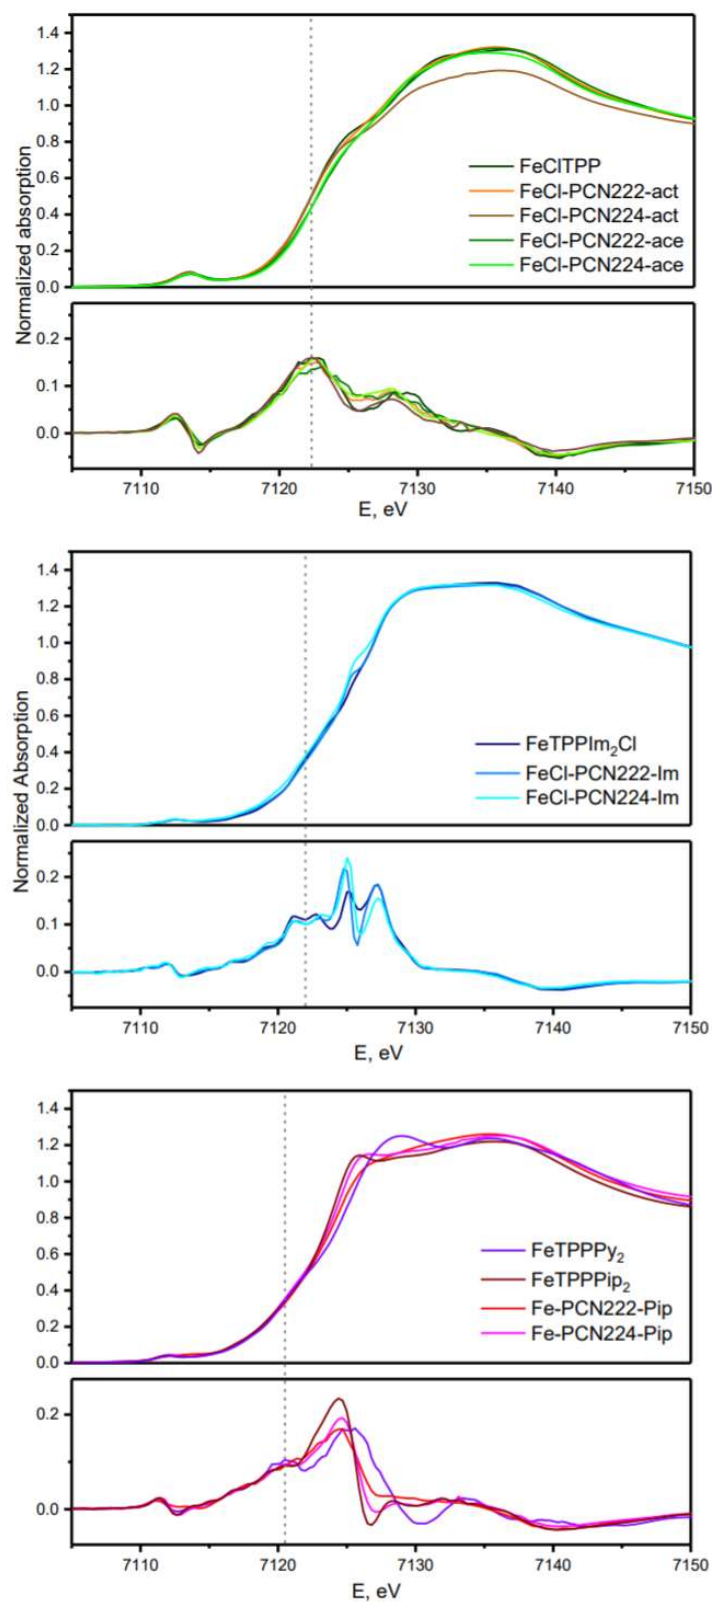 1.4
1.2
1.0
0.8
0.6
0.4
0.2
0.0
Normalized absorption
FeClTPP
FeCl-PCN222-act
FeCl-PCN224-act
FeCl-PCN222-ace
FeCl-PCN224-ace
0.2
0.1
0.0
7110 7120 7130 7140 7150
E, eV
1.4
1.2
1.0
0.8
0.6
0.4
0.2
0.0
Normalized Absorption
FeTPPIm₂Cl
FeCl-PCN222-Im
FeCl-PCN224-Im
0.2
0.1
0.0
7110 7120 7130 7140 7150
E, eV
1.4
1.2
1.0
0.8
0.6
0.4
0.2
0.0
FeTPPPy₂
FeTPPPip₂
Fe-PCN222-Pip
Fe-PCN224-Pip
0.2
0.0
7110 7120 7130 7140 7150
E, eV